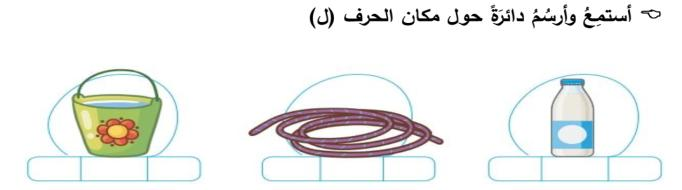 أستمِعُ وأرسُمُ دائرَةً حول مكان الحرف (ل)